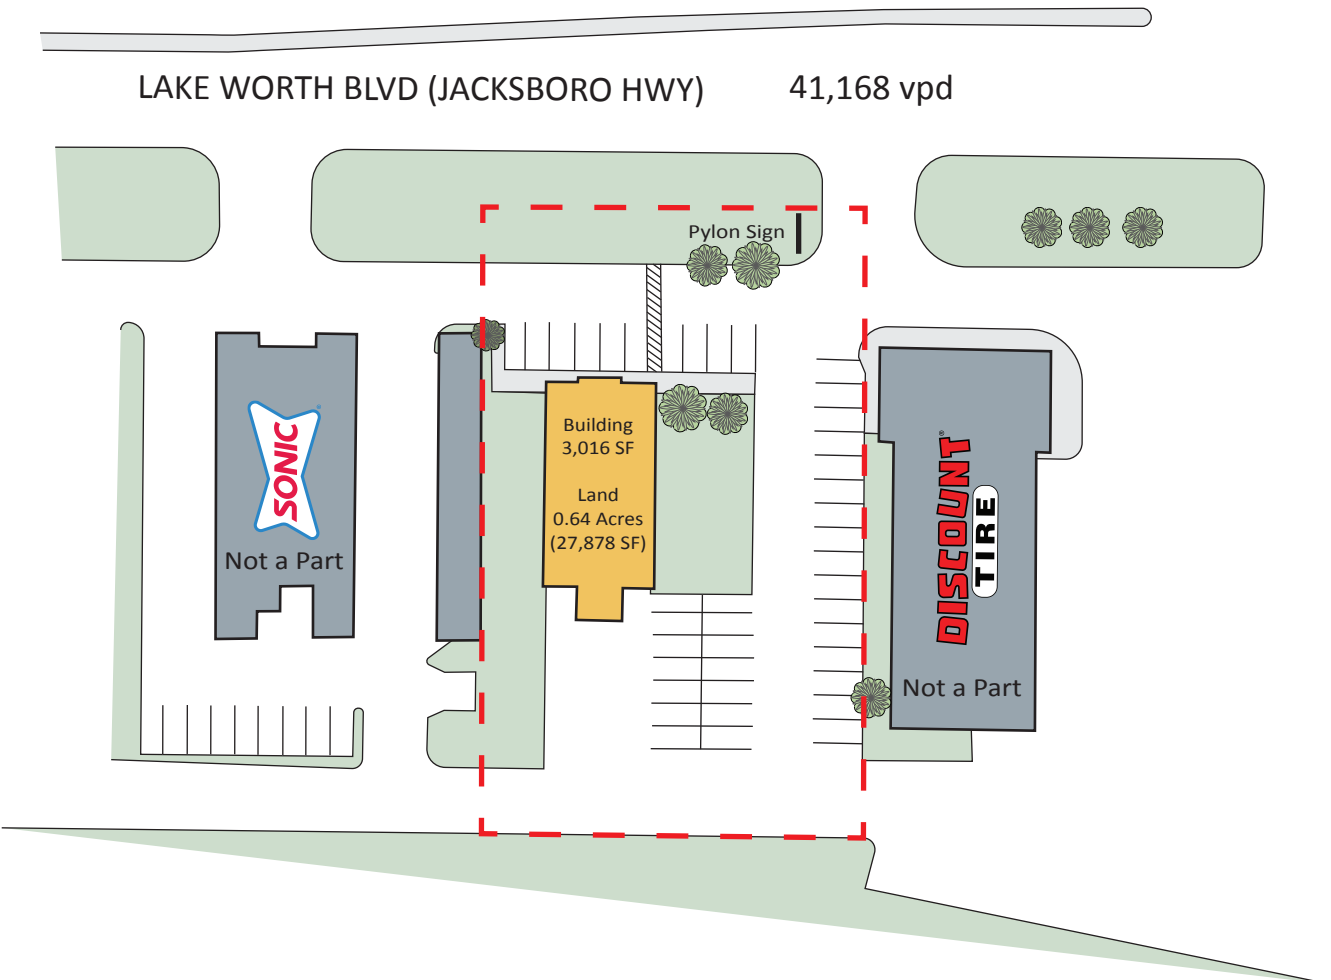 LAKE WORTH BLVD (JACKSBORO HWY) 41,168 vpd
Pylon Sign
SONIC
Not a Part
Building
3,016 SF
Land
0.64 Acres
(27,878 SF)
DISCOUNT®
TIRE
Not a Part